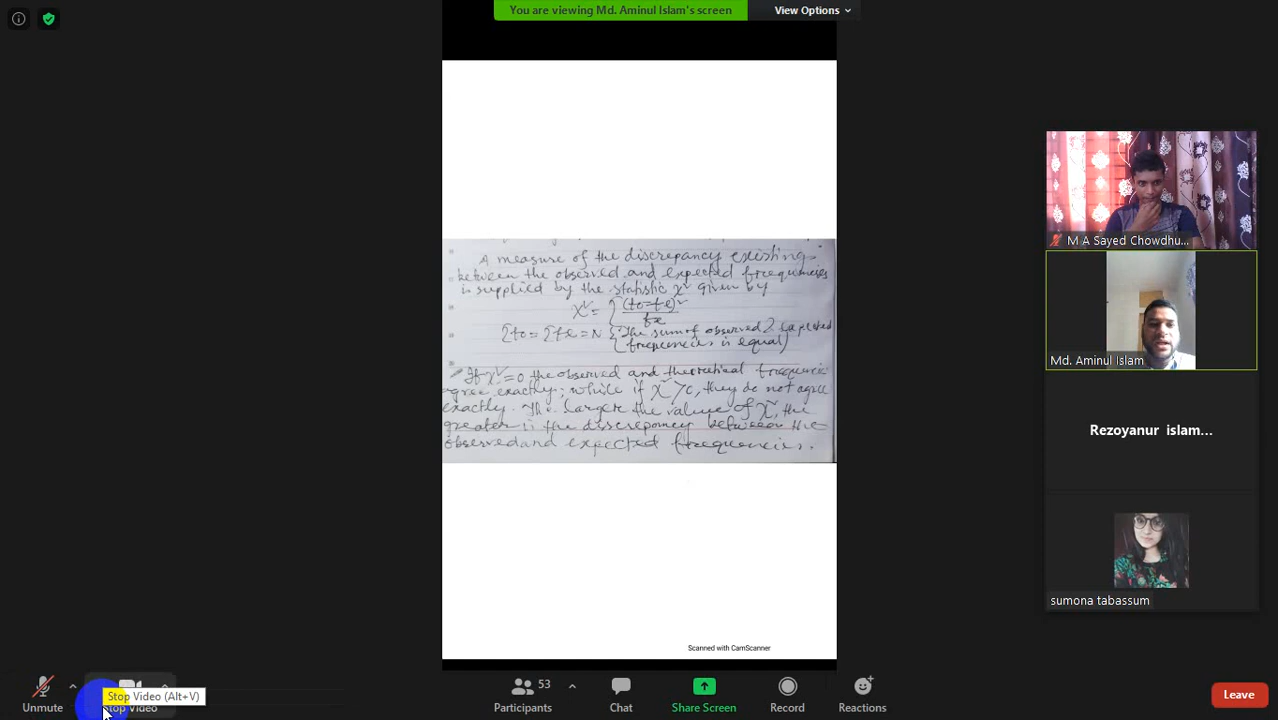 You are viewing Md. Aminul Islam's screen
View Options
A measure of the discrepancy existing
between the observed and expected frequencies
is supplied by the statistic χ² given by
χ² = Σ (fo-fe)²
fe
Σfo = Σfe = N {The sum of observed & expected
frequencies is equal)
If χ²=0 the observed and theoretical frequencie
agree exactly; while if χ²>0, they do not agree
exactly. The larger the value of χ², the
greater is the discrepancy between the
observed and expected frequencies.
Scanned with CamScanner
M A Sayed Chowdhu...
Md. Aminul Islam
Rezoyanur islam...
sumona tabassum
Stop Video (Alt+V)
Unmute
Stop Video
53
Participants
Chat
Share Screen
Record
Reactions
Leave